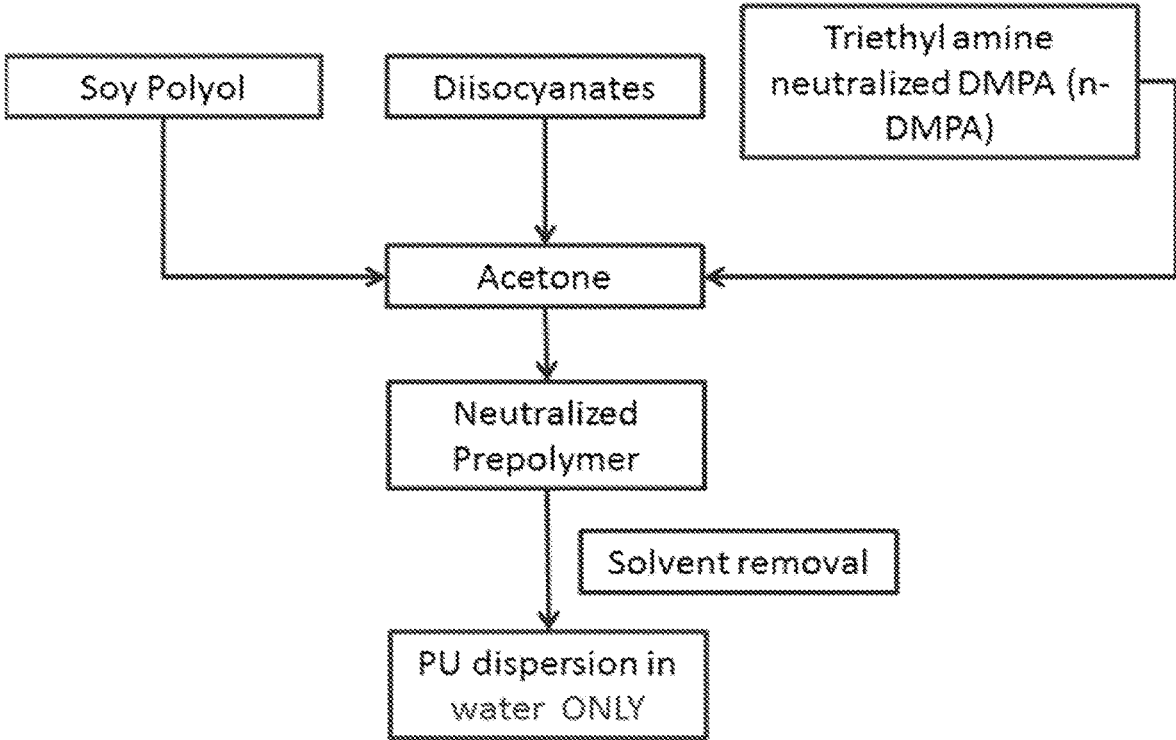 Soy Polyol
Diisocyanates
Triethyl amine
neutralized DMPA (n-
DMPA)
Acetone
Neutralized
Prepolymer
Solvent removal
PU dispersion in
water ONLY